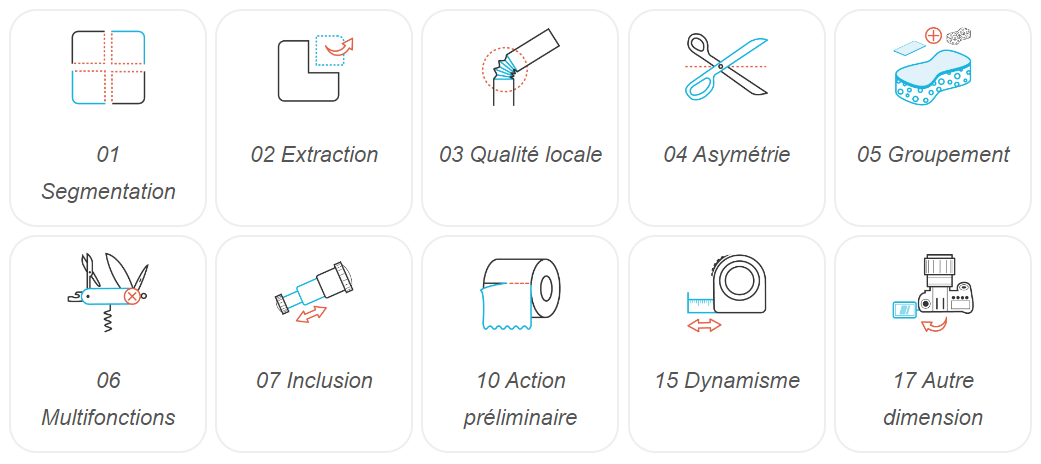 01
Segmentation
02 Extraction
03 Qualité locale
04 Asymétrie
05 Groupement
06
Multifonctions
07 Inclusion
10 Action
préliminaire
15 Dynamisme
17 Autre
dimension